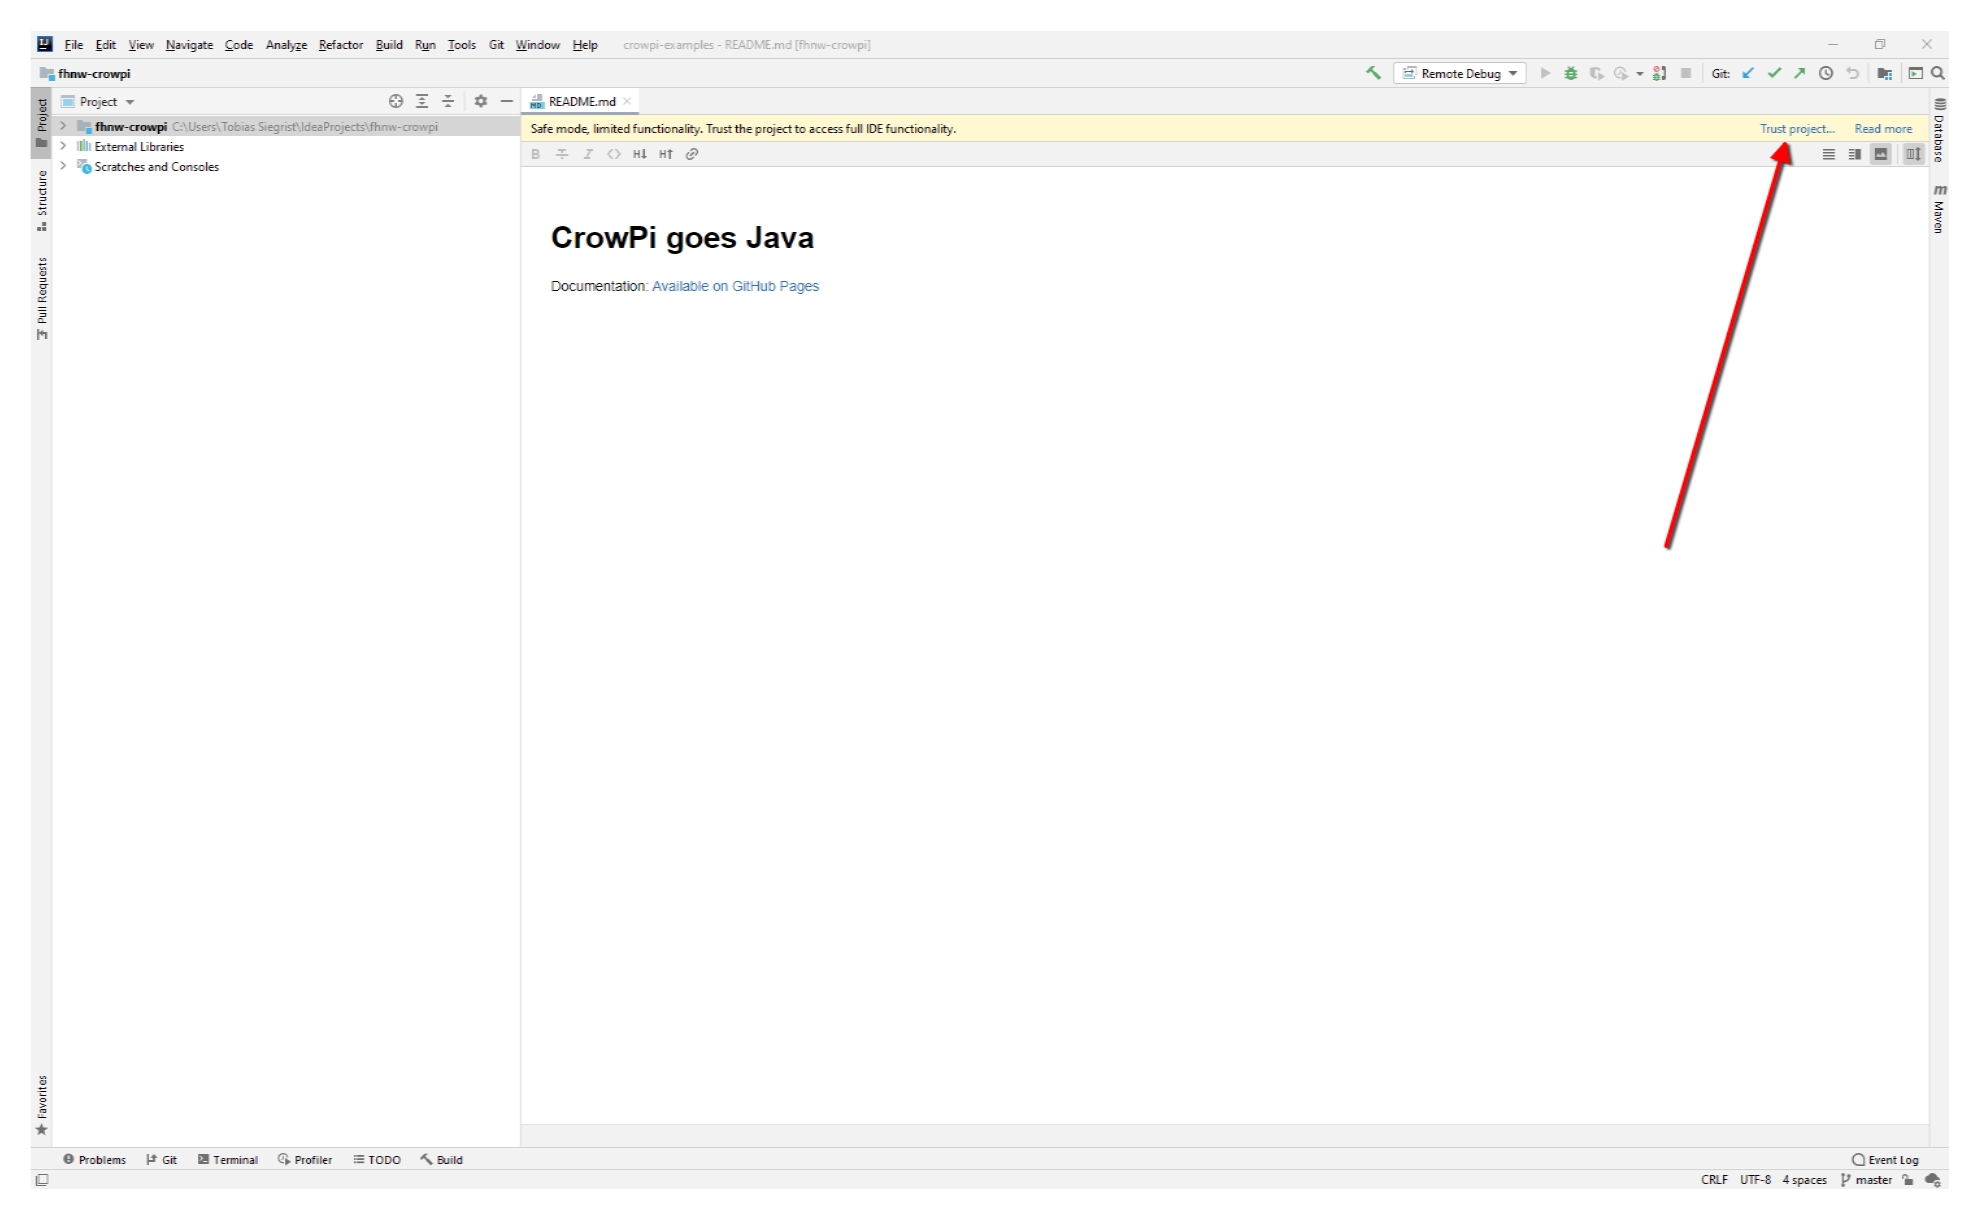 File Edit View Navigate Code Analyze Refactor Build Run Tools Git Window Help crowpi-examples - README.md [fhnw-crowpi]
fhnw-crowpi
Remote Debug
Git:
Project
README.md
fhnw-crowpi C:\Users\Tobias Siegrist\IdeaProjects\fhnw-crowpi
External Libraries
Scratches and Consoles
Safe mode, limited functionality. Trust the project to access full IDE functionality.
Trust project... Read more
CrowPi goes Java
Documentation: Available on GitHub Pages
Project
Structure
Pull Requests
Favorites
Database
Maven
Problems Git Terminal Profiler TODO Build
Event Log
CRLF UTF-8 4 spaces master